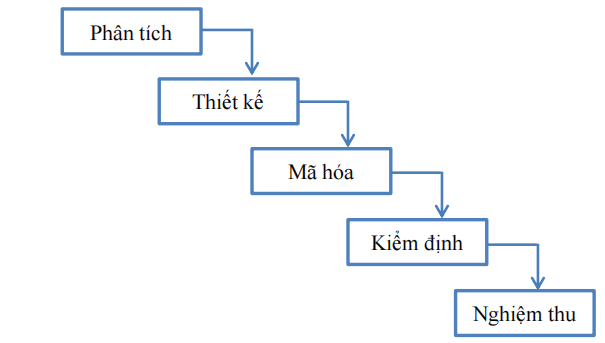 Phân tích
Thiết kế
Mã hóa
Kiểm định
Nghiệm thu